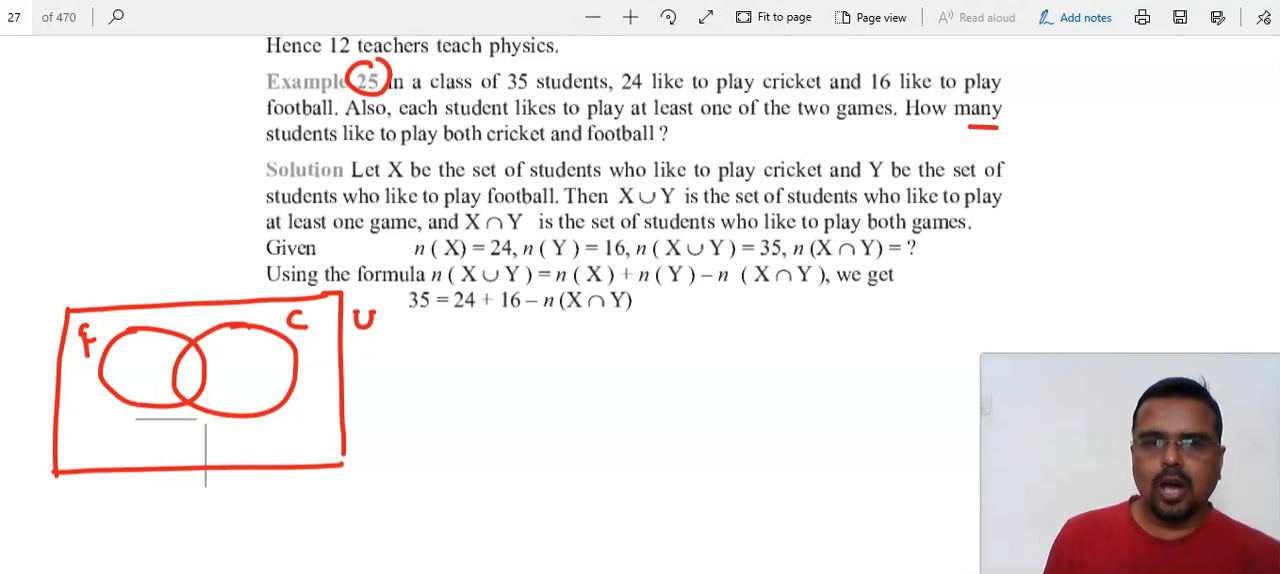 27 of 470 Fit to page Page view Read aloud Add notes
Hence 12 teachers teach physics.
Example 25 In a class of 35 students, 24 like to play cricket and 16 like to play
football. Also, each student likes to play at least one of the two games. How many
students like to play both cricket and football ?
Solution Let X be the set of students who like to play cricket and Y be the set of
students who like to play football. Then X ∪ Y is the set of students who like to play
at least one game, and X ∩ Y is the set of students who like to play both games.
Given n ( X) = 24, n ( Y ) = 16, n ( X ∪ Y ) = 35, n (X ∩ Y) = ?
Using the formula n ( X ∪ Y ) = n ( X ) + n ( Y ) – n ( X ∩ Y ), we get
35 = 24 + 16 – n (X ∩ Y)
f C U